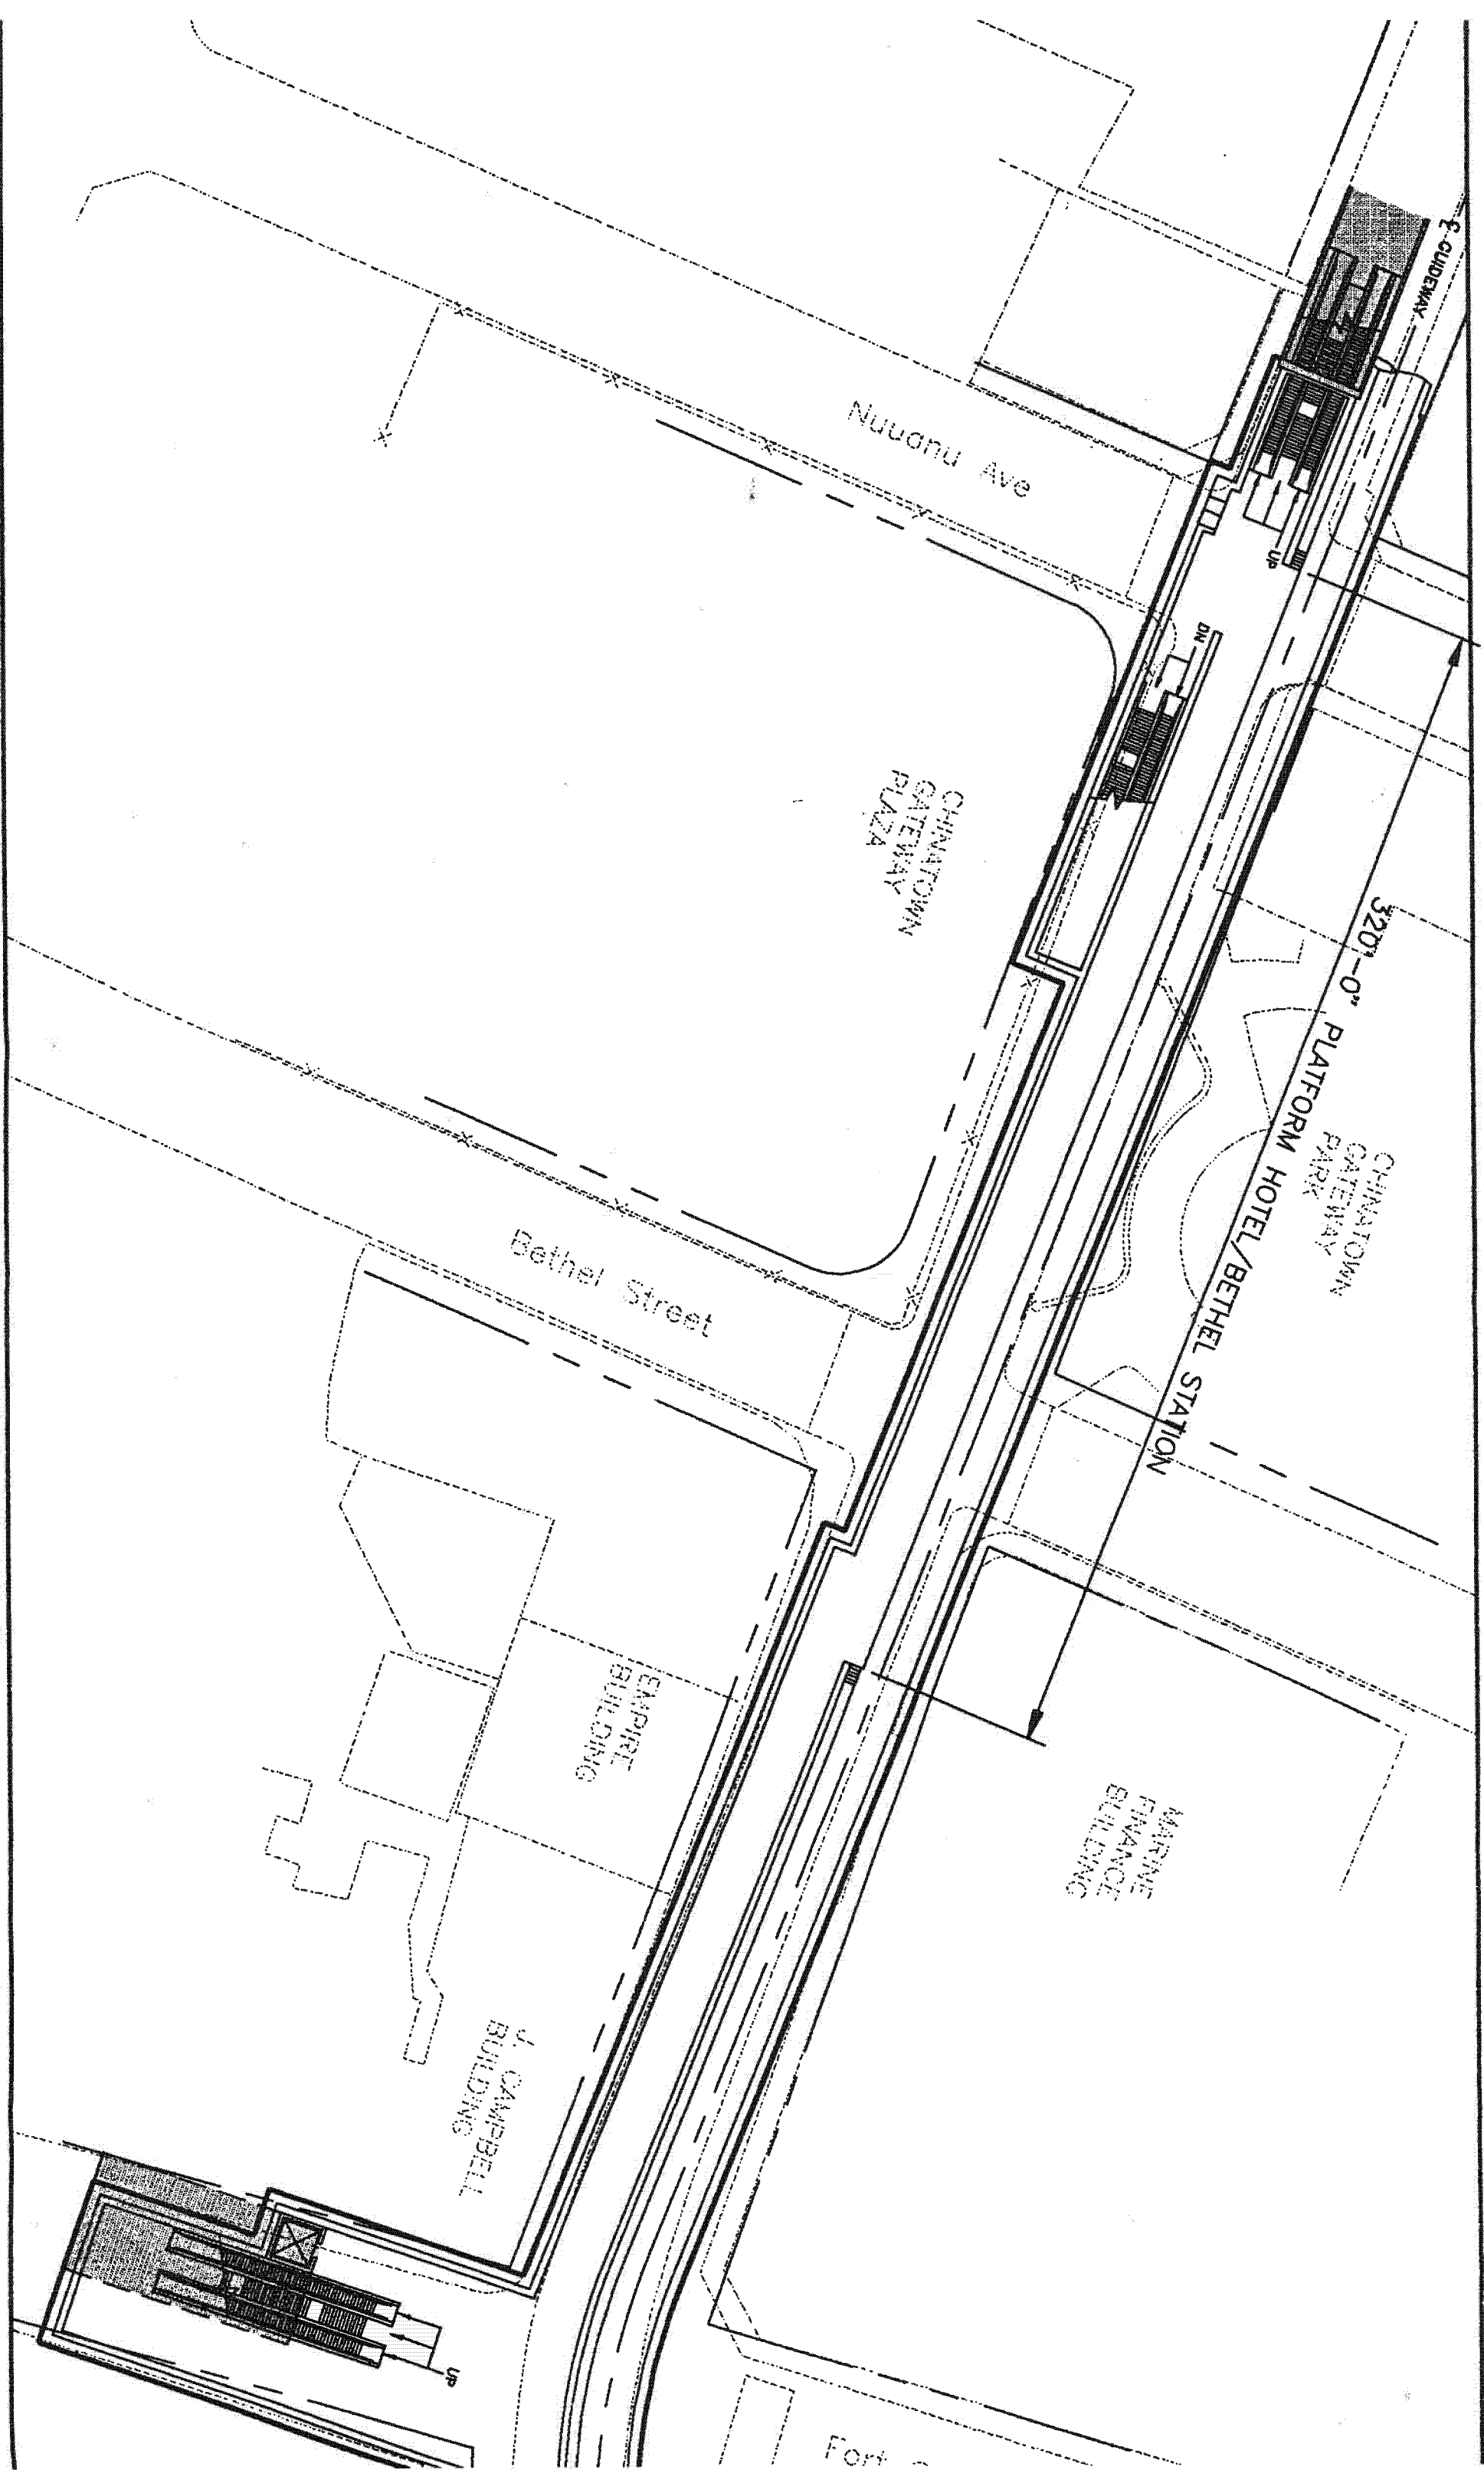 ℄ GUIDEWAY
Nuuanu Ave
UP
DN
CHINATOWN
GATEWAY
PLAZA
320'-0" PLATFORM HOTEL/BETHEL STATION
CHINATOWN
GATEWAY
PARK
Bethel Street
EMPIRE
BUILDING
MARINE
FINANCE
BUILDING
J. CAMPBELL
BUILDING
UP
Fort